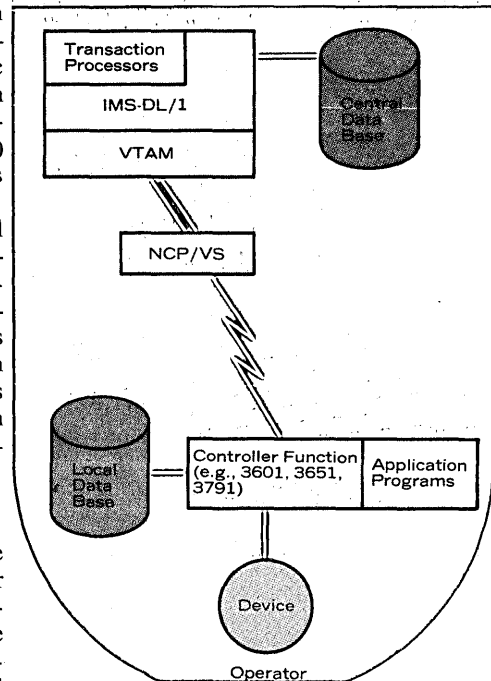 Transaction
Processors
IMS-DL/1
VTAM
Central
Data
Base
NCP/VS
Local
Data
Base
Controller Function
(e.g., 3601, 3651,
3791)
Application
Programs
Device
Operator